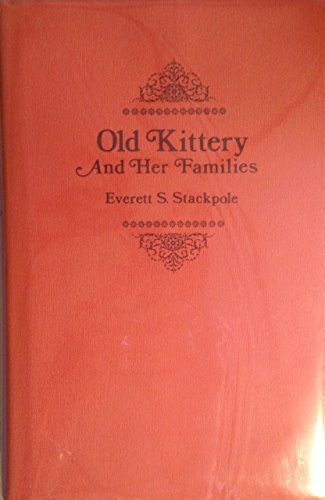 Old Kittery
And Her Families
Everett S. Stackpole